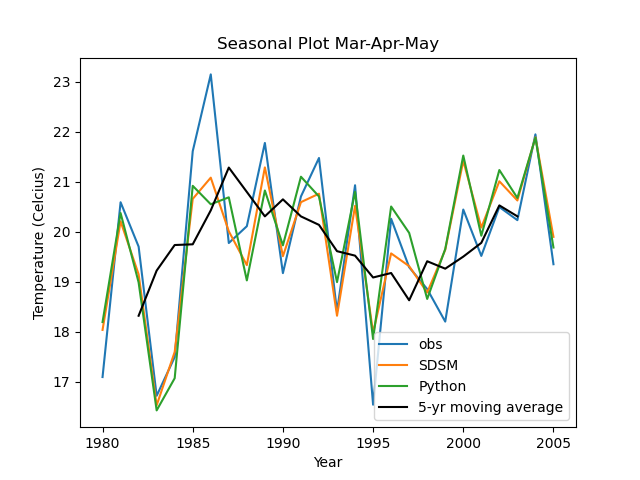 Seasonal Plot Mar-Apr-May
Temperature (Celcius)
23
22
21
20
19
18
17
obs
SDSM
Python
5-yr moving average
1980 1985 1990 1995 2000 2005
Year